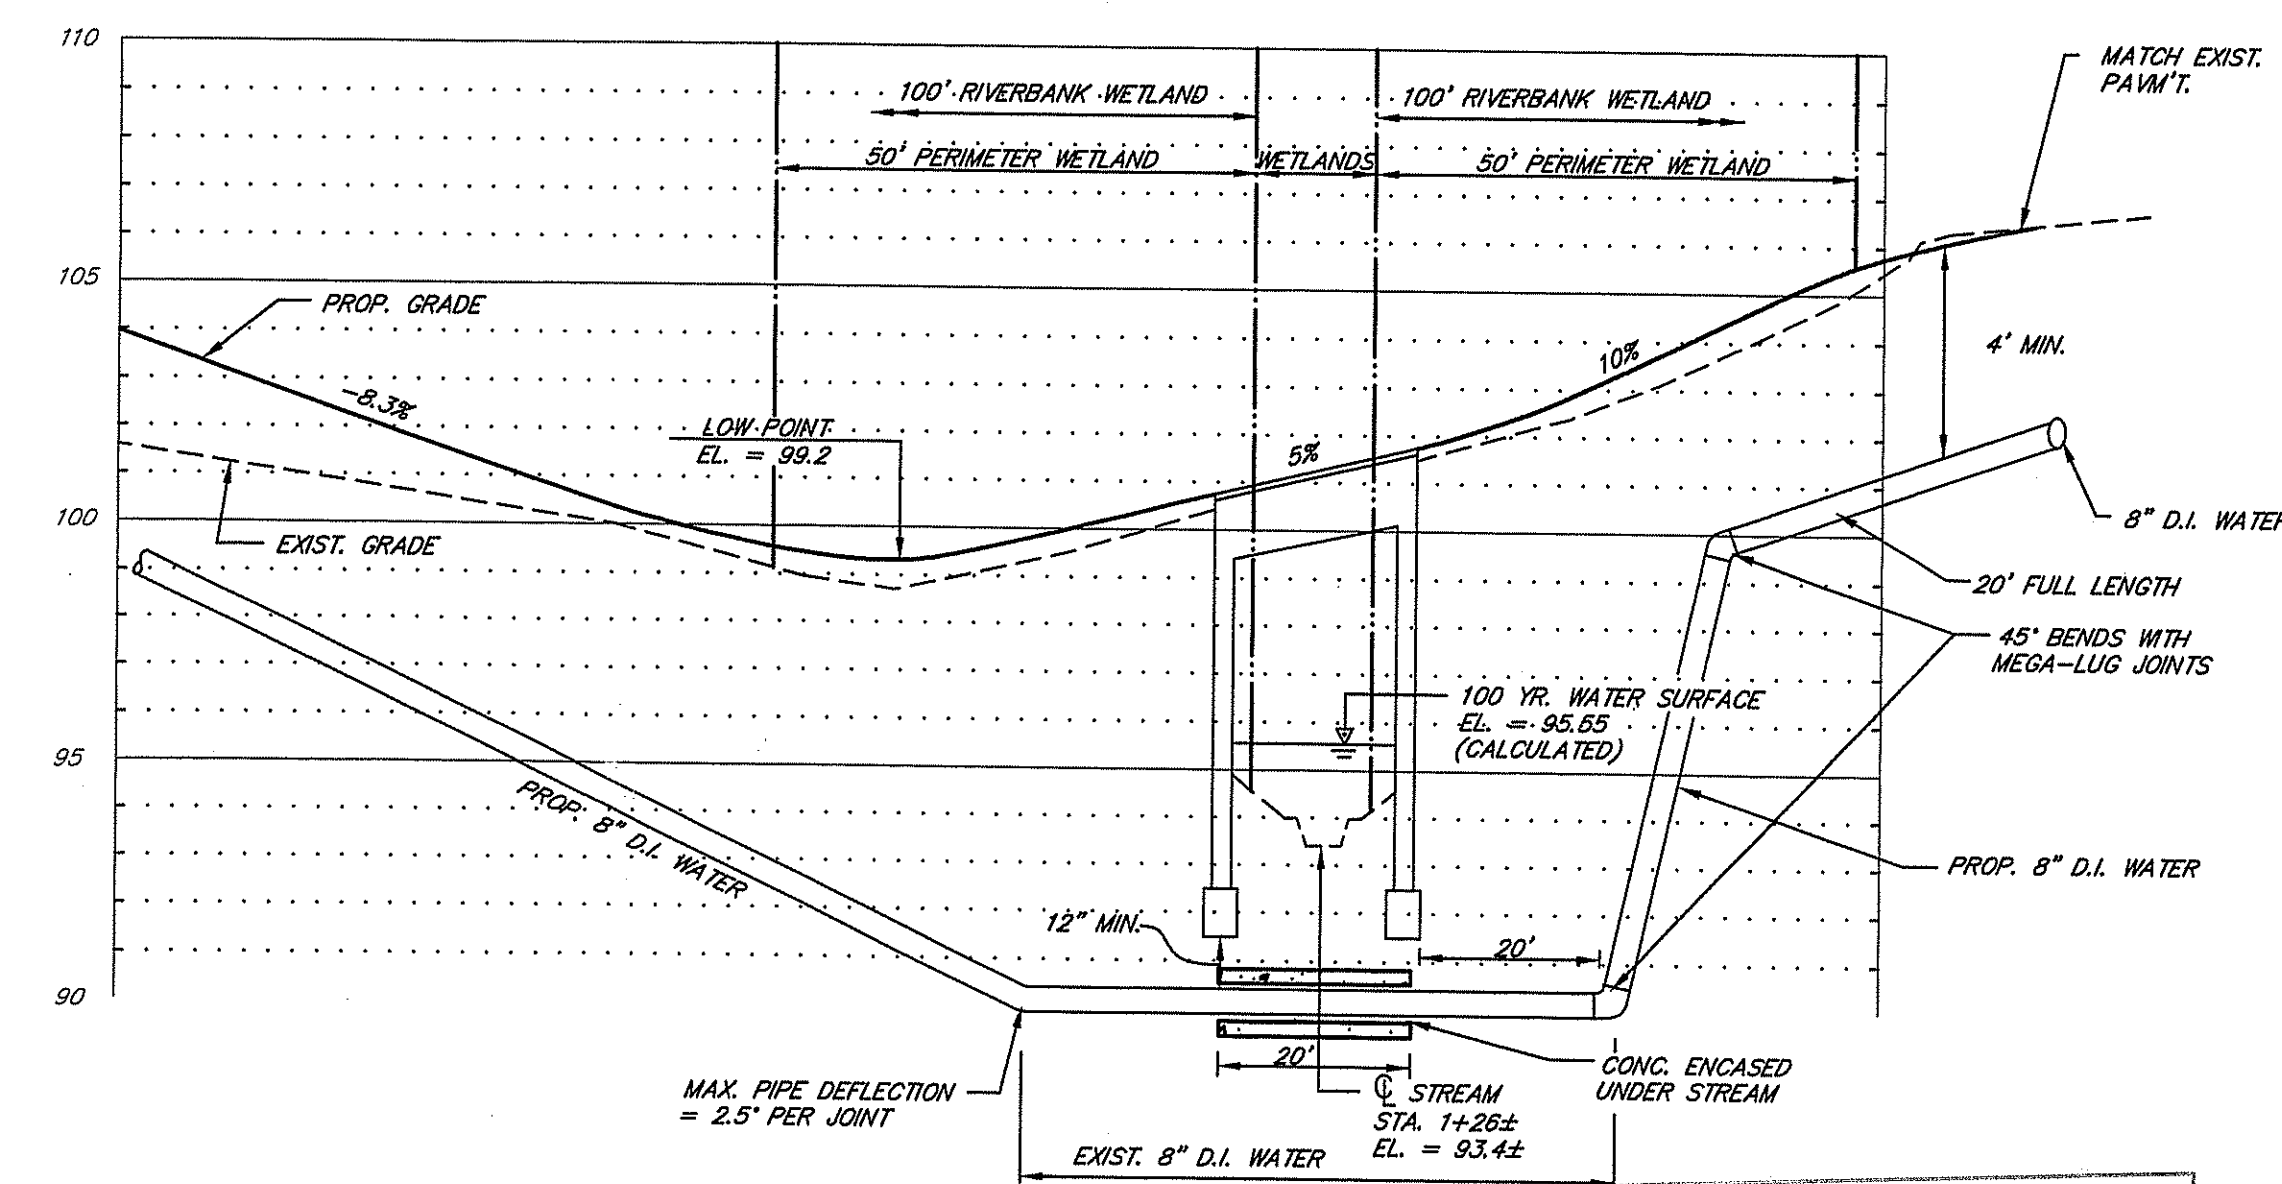 110
MATCH EXIST.
PAVM'T.
100' RIVERBANK WETLAND
100' RIVERBANK WETLAND
50' PERIMETER WETLAND
WETLANDS
50' PERIMETER WETLAND
105
PROP. GRADE
4' MIN.
10%
-8.3%
LOW POINT
EL. = 99.2
5%
100
EXIST. GRADE
8" D.I. WATER
20' FULL LENGTH
45° BENDS WITH
MEGA-LUG JOINTS
100 YR. WATER SURFACE
EL. = 95.55
(CALCULATED)
95
PROP. 8" D.I. WATER
PROP. 8" D.I. WATER
12" MIN.
20'
90
20'
CONC. ENCASED
UNDER STREAM
MAX. PIPE DEFLECTION
= 2.5° PER JOINT
℄ STREAM
STA. 1+26±
EL. = 93.4±
EXIST. 8" D.I. WATER